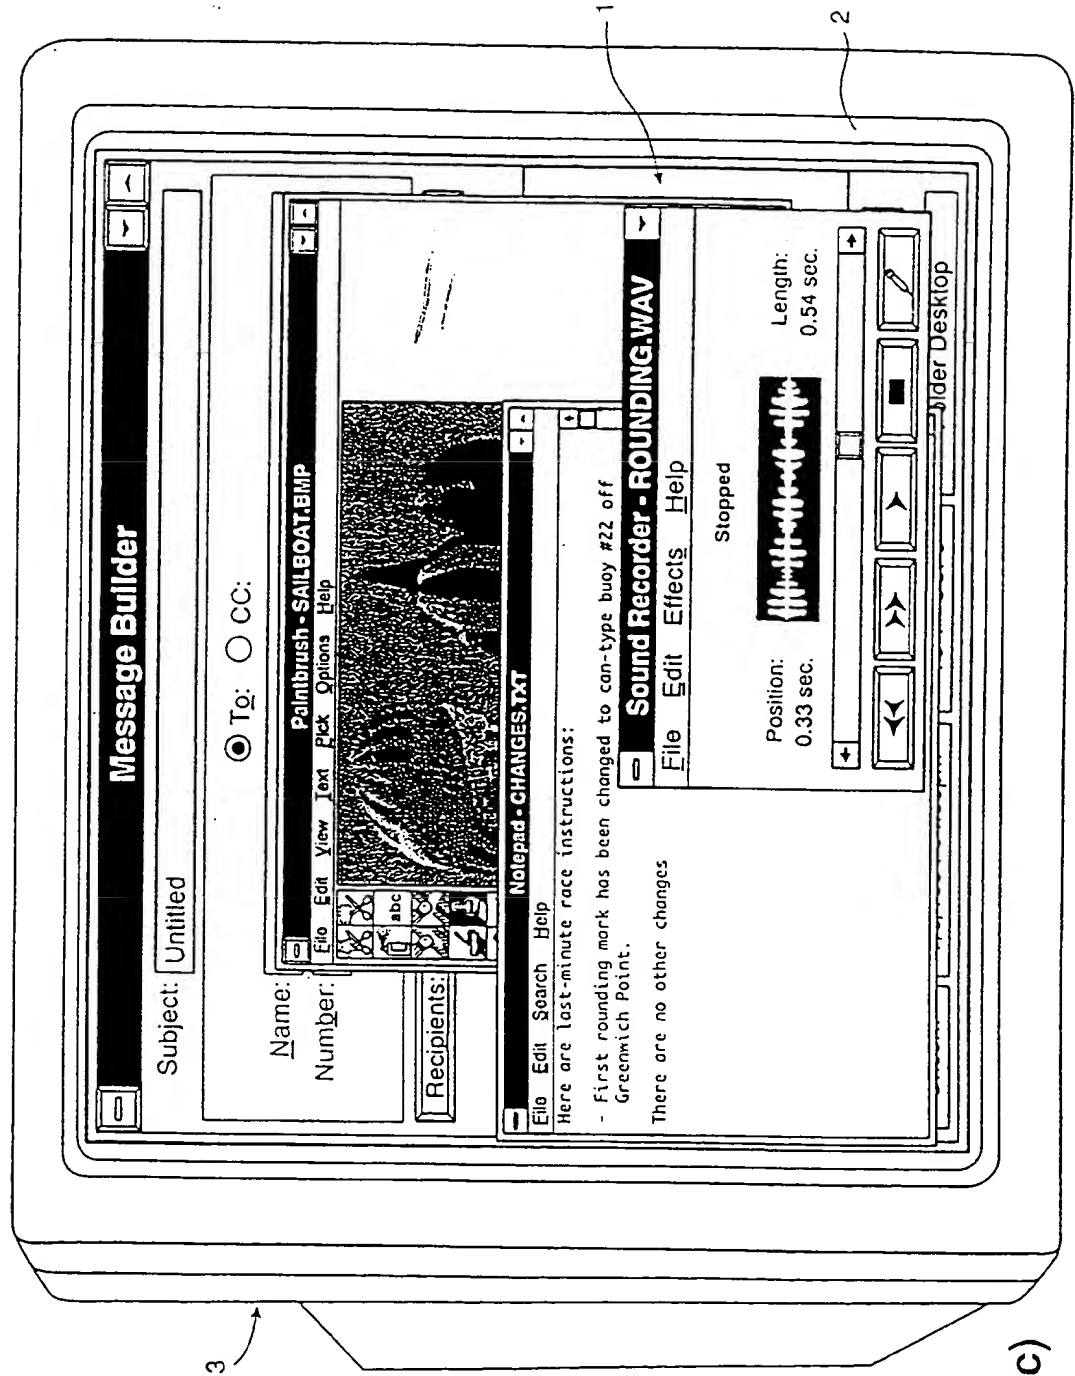 Message Builder
Subject: Untitled
To: CC:
Name:
Number:
Recipients:
Paintbrush - SAILBOAT.BMP
File Edit View Text Pick Options Help
abc
Notepad - CHANGES.TXT
File Edit Search Help
Here are last-minute race instructions:
- First rounding mark has been changed to can-type buoy #22 off
Greenwich Point.
There are no other changes
Sound Recorder - ROUNDING.WAV
File Edit Effects Help
Stopped
Position: Length:
0.33 sec. 0.54 sec.
Desktop
1
2
3
C)